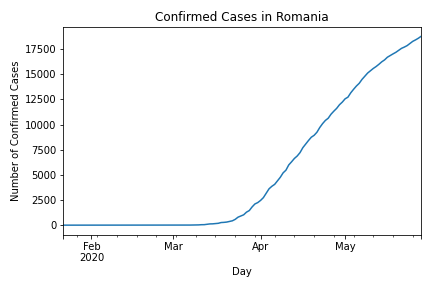 Confirmed Cases in Romania
Number of Confirmed Cases
17500
15000
12500
10000
7500
5000
2500
0
Feb Mar Apr May
2020
Day